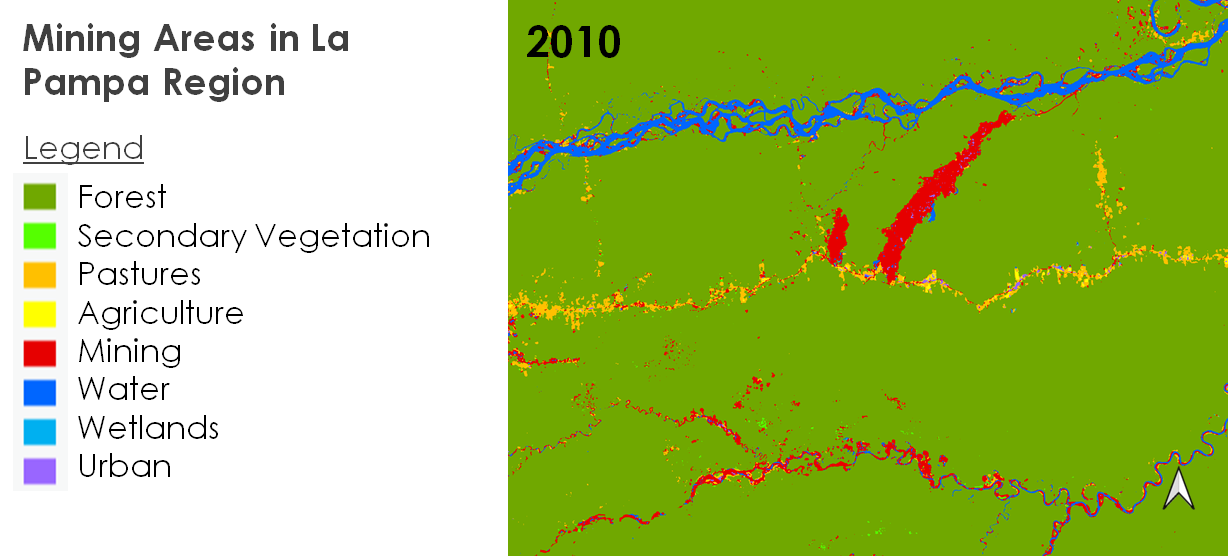 Mining Areas in La
Pampa Region
Legend
Forest
Secondary Vegetation
Pastures
Agriculture
Mining
Water
Wetlands
Urban
2010